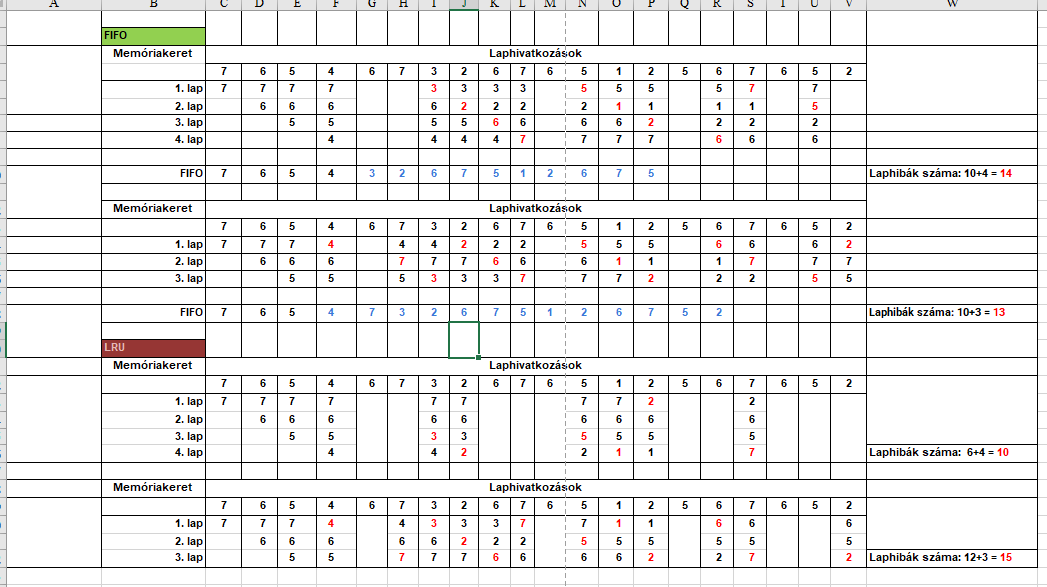 A B C D E F G H I J K L M N O P Q R S T U V W
FIFO
Memóriakeret Laphivatkozások
7 6 5 4 6 7 3 2 6 7 6 5 1 2 5 6 7 6 5 2
1. lap 7 7 7 7 3 3 3 3 5 5 5 5 7 7
2. lap 6 6 6 6 2 2 2 2 1 1 1 1 5
3. lap 5 5 5 5 6 6 6 6 2 2 2 2
4. lap 4 4 4 4 7 7 7 7 6 6 6
FIFO 7 6 5 4 3 2 6 7 5 1 2 6 7 5 Laphibák száma: 10+4 = 14
Memóriakeret Laphivatkozások
7 6 5 4 6 7 3 2 6 7 6 5 1 2 5 6 7 6 5 2
1. lap 7 7 7 4 4 4 2 2 2 5 5 5 6 6 6 2
2. lap 6 6 6 7 7 7 6 6 6 1 1 1 7 7 7
3. lap 5 5 5 3 3 3 7 7 7 2 2 2 5 5
FIFO 7 6 5 4 7 3 2 6 7 5 1 2 6 7 5 2 Laphibák száma: 10+3 = 13
LRU
Memóriakeret Laphivatkozások
7 6 5 4 6 7 3 2 6 7 6 5 1 2 5 6 7 6 5 2
1. lap 7 7 7 7 7 7 7 7 2 2
2. lap 6 6 6 6 6 6 6 6 6
3. lap 5 5 3 3 5 5 5 5
4. lap 4 4 2 2 1 1 7 Laphibák száma: 6+4 = 10
Memóriakeret Laphivatkozások
7 6 5 4 6 7 3 2 6 7 6 5 1 2 5 6 7 6 5 2
1. lap 7 7 7 4 4 3 3 3 7 7 1 1 6 6 6
2. lap 6 6 6 6 6 2 2 2 5 5 5 5 5 5
3. lap 5 5 7 7 7 6 6 6 6 2 2 7 2 Laphibák száma: 12+3 = 15